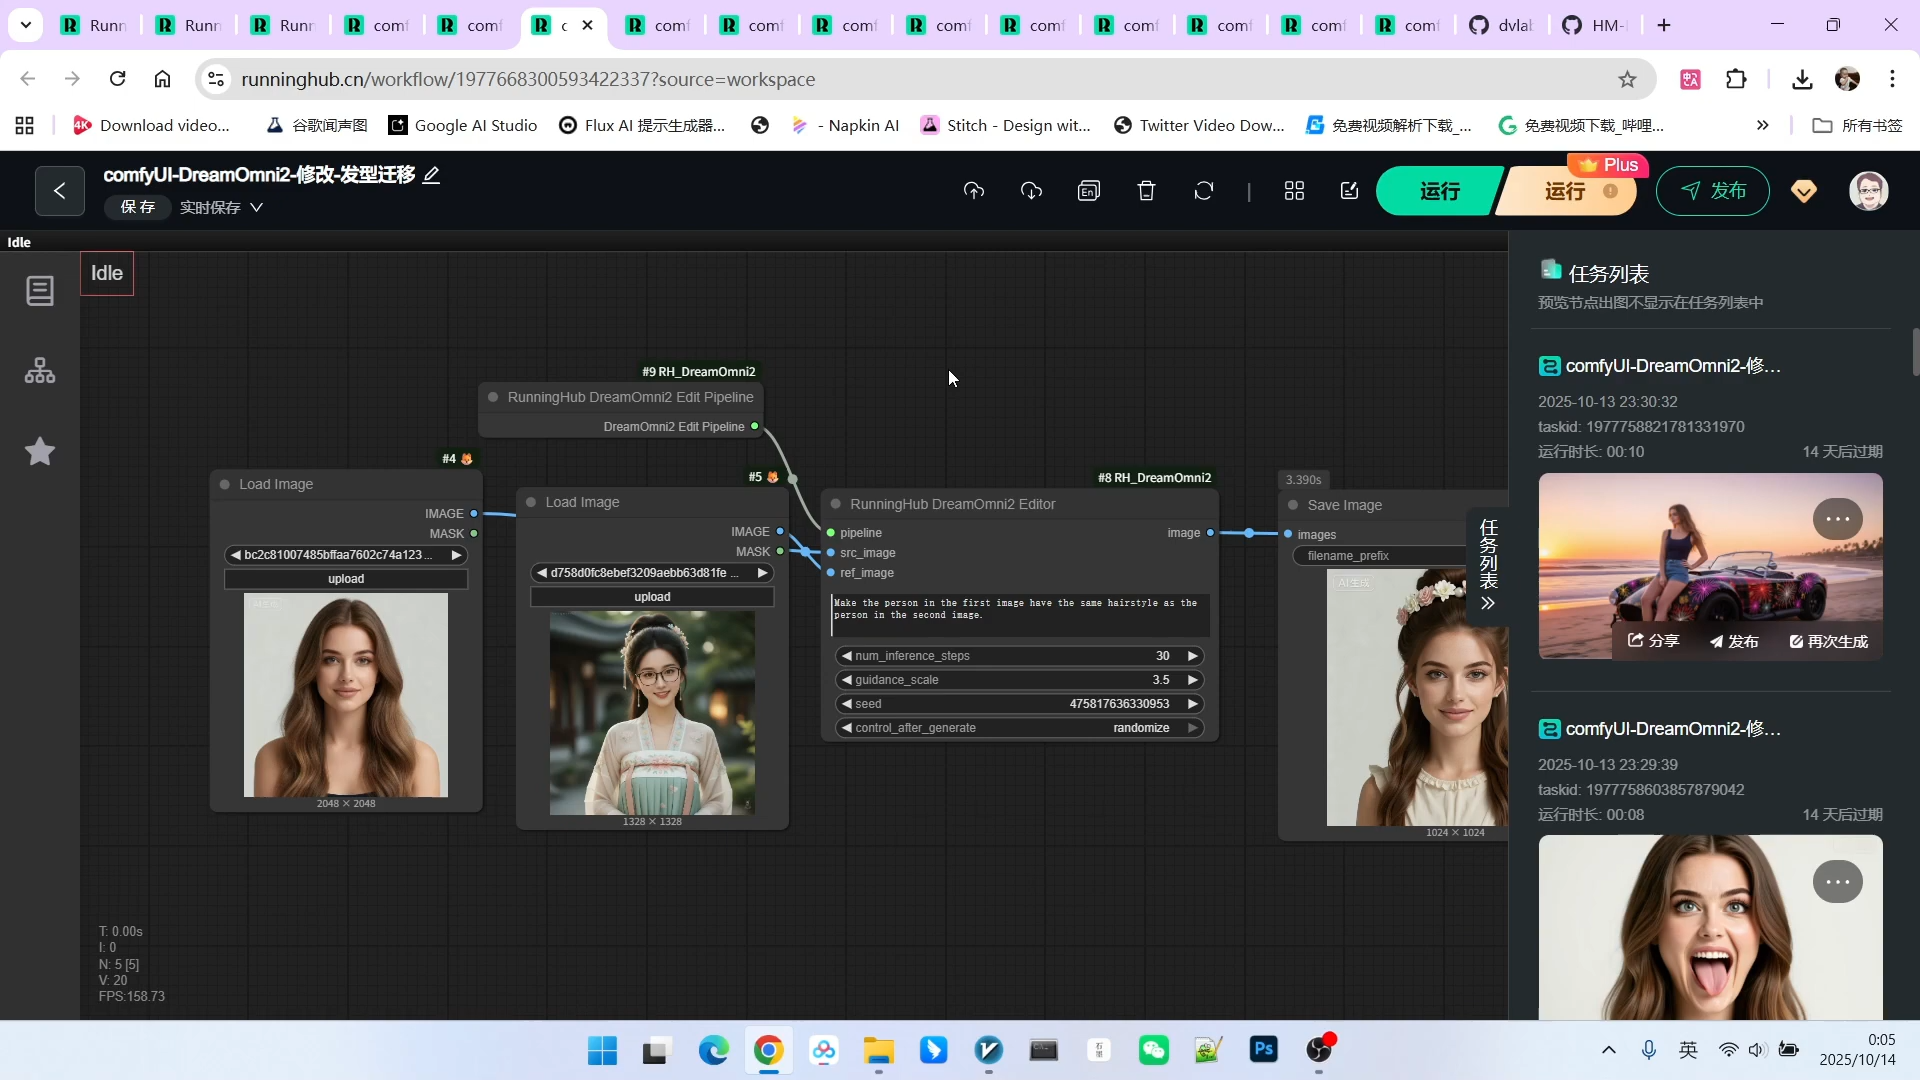 Runn
Runn
Runn
comf
comf
c
comf
comf
comf
comf
comf
comf
comf
comf
comf
dvlab
HM-
runninghub.cn/workflow/1977668300593422337?source=workspace
Download video...
谷歌闻声图
Google AI Studio
Flux AI 提示生成器...
- Napkin AI
Stitch - Design wit...
Twitter Video Dow...
免费视频解析下载_...
免费视频下载_哔哩...
所有书签
comfyUI-DreamOmni2-修改-发型迁移
保存
实时保存
En
运行
运行
Plus
发布
Idle
Idle
#9 RH_DreamOmni2
RunningHub DreamOmni2 Edit Pipeline
DreamOmni2 Edit Pipeline
#4
Load Image
IMAGE
MASK
bc2c81007485bffaa7602c74a123 ...
upload
AI生成
2048 × 2048
#5
Load Image
IMAGE
MASK
d758d0fc8ebef3209aebb63d81fe ...
upload
1328 × 1328
#8 RH_DreamOmni2
RunningHub DreamOmni2 Editor
pipeline
image
src_image
ref_image
Make the person in the first image have the same hairstyle as the
person in the second image.
num_inference_steps
30
guidance_scale
3.5
seed
475817636330953
control_after_generate
randomize
3.390s
Save Image
images
filename_prefix
AI生成
1024 × 1024
任务列表
任务列表
预览节点出图不显示在任务列表中
comfyUI-DreamOmni2-修...
2025-10-13 23:30:32
taskid: 1977758821781331970
运行时长: 00:10
14 天后过期
分享
发布
再次生成
comfyUI-DreamOmni2-修...
2025-10-13 23:29:39
taskid: 1977758603857879042
运行时长: 00:08
14 天后过期
T: 0.00s
I: 0
N: 5 [5]
V: 20
FPS:158.73
Ps
英
0:05
2025/10/14